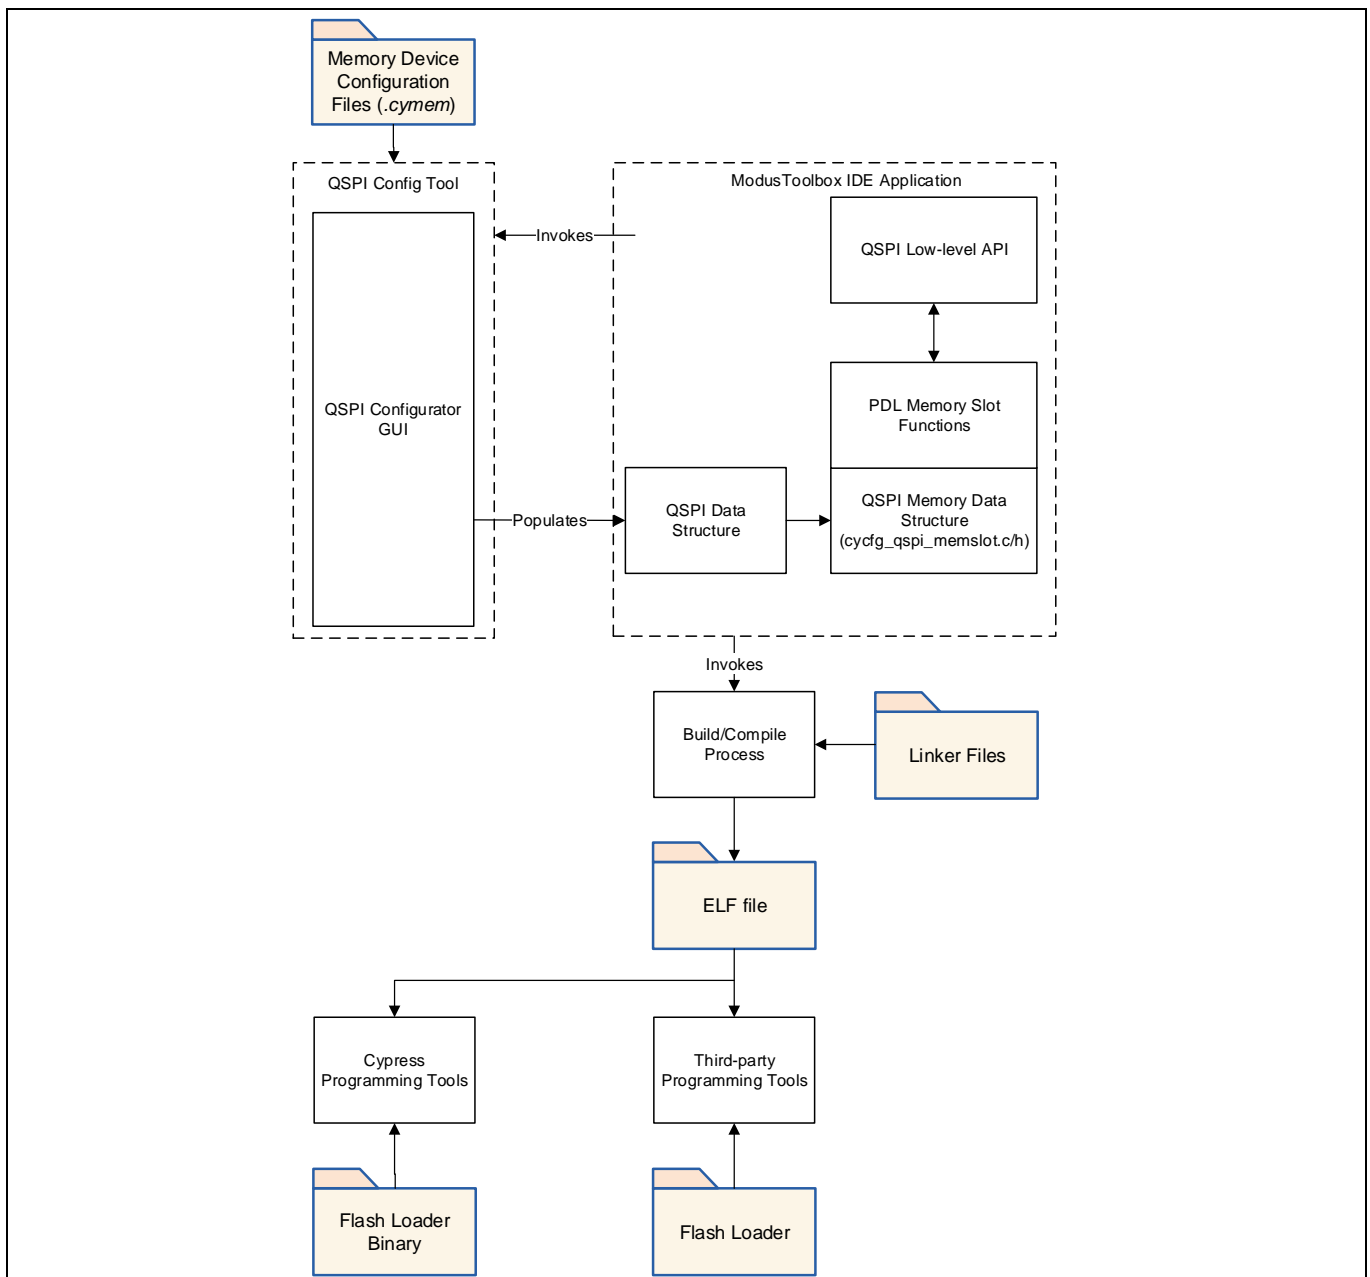 Memory Device
Configuration
Files (.cymem)
QSPI Config Tool
ModusToolbox IDE Application
Invokes
QSPI Low-level API
QSPI Configurator
GUI
PDL Memory Slot
Functions
Populates
QSPI Data
Structure
QSPI Memory Data
Structure
(cycfg_qspi_memslot.c/h)
Invokes
Build/Compile
Process
Linker Files
ELF file
Cypress
Programming Tools
Third-party
Programming Tools
Flash Loader
Binary
Flash Loader